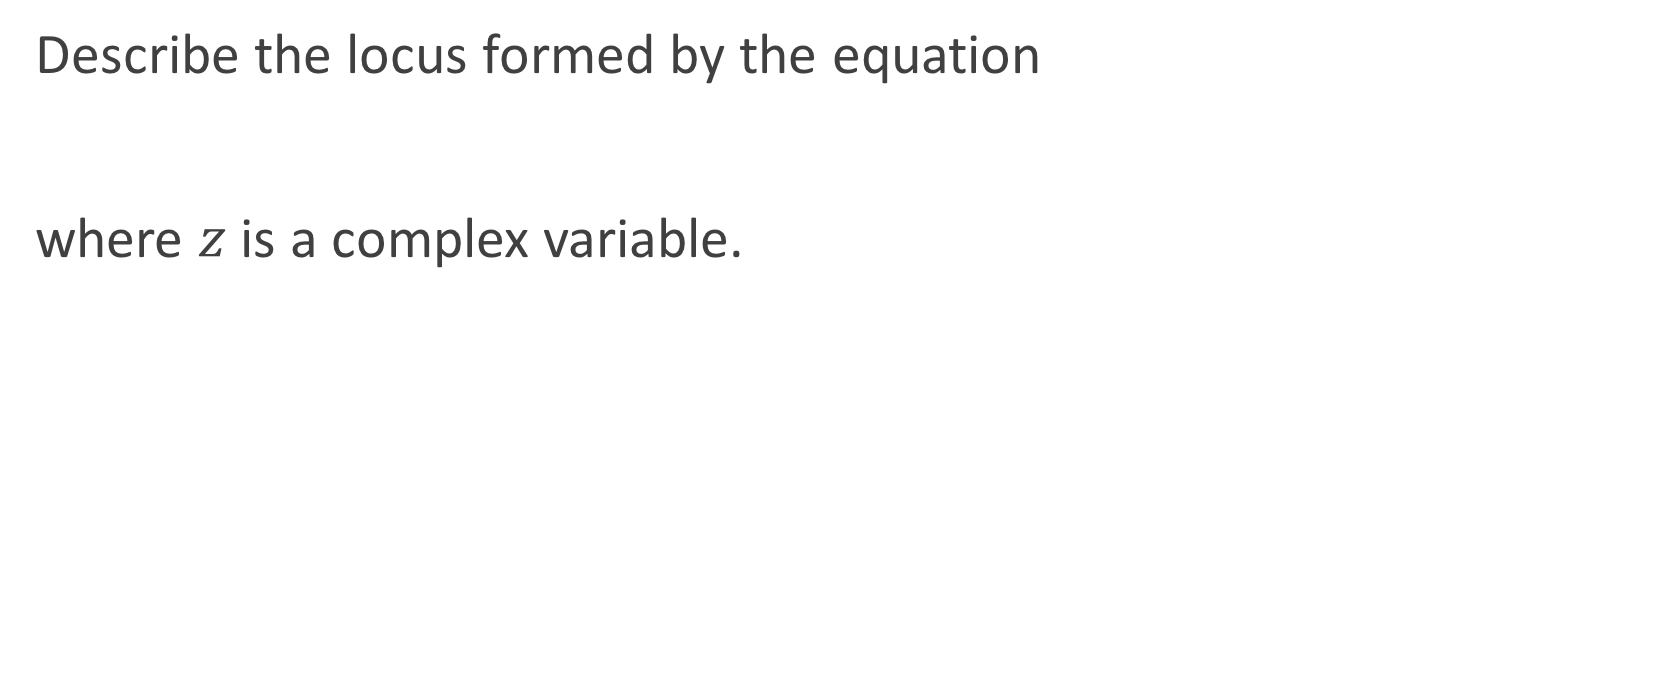 Describe the locus formed by the equation
where z is a complex variable.